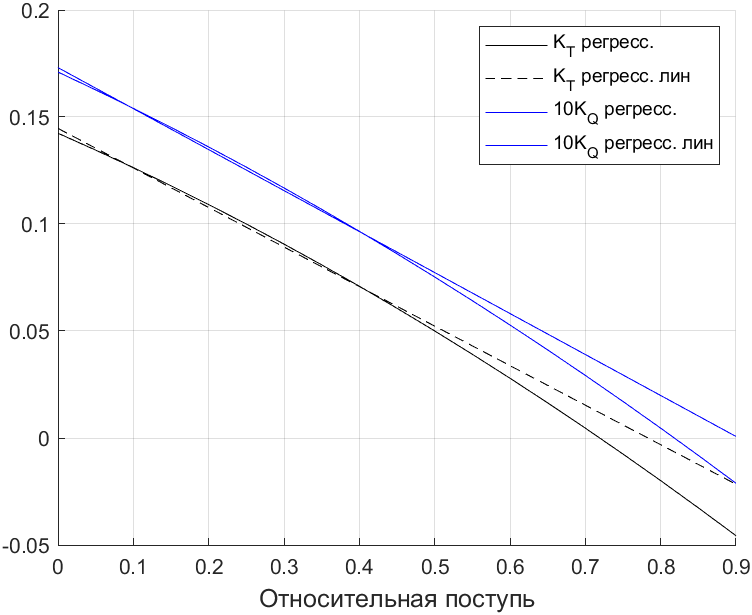 0.2
0.15
0.1
0.05
0
-0.05
K_T регресс.
K_T регресс. лин
10K_Q регресс.
10K_Q регресс. лин
0 0.1 0.2 0.3 0.4 0.5 0.6 0.7 0.8 0.9
Относительная поступь